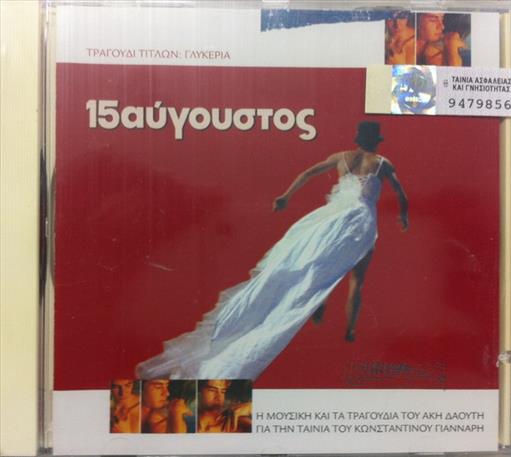 ΤΡΑΓΟΥΔΙ ΤΙΤΛΩΝ: ΓΛΥΚΕΡΙΑ
ΤΑΙΝΙΑ ΑΣΦΑΛΕΙΑΣ
ΚΑΙ ΓΝΗΣΙΟΤΗΤΑΣ
9479856
15αύγουστος
Η ΜΟΥΣΙΚΗ ΚΑΙ ΤΑ ΤΡΑΓΟΥΔΙΑ ΤΟΥ ΑΚΗ ΔΑΟΥΤΗ
ΓΙΑ ΤΗΝ ΤΑΙΝΙΑ ΤΟΥ ΚΩΝΣΤΑΝΤΙΝΟΥ ΓΙΑΝΝΑΡΗ